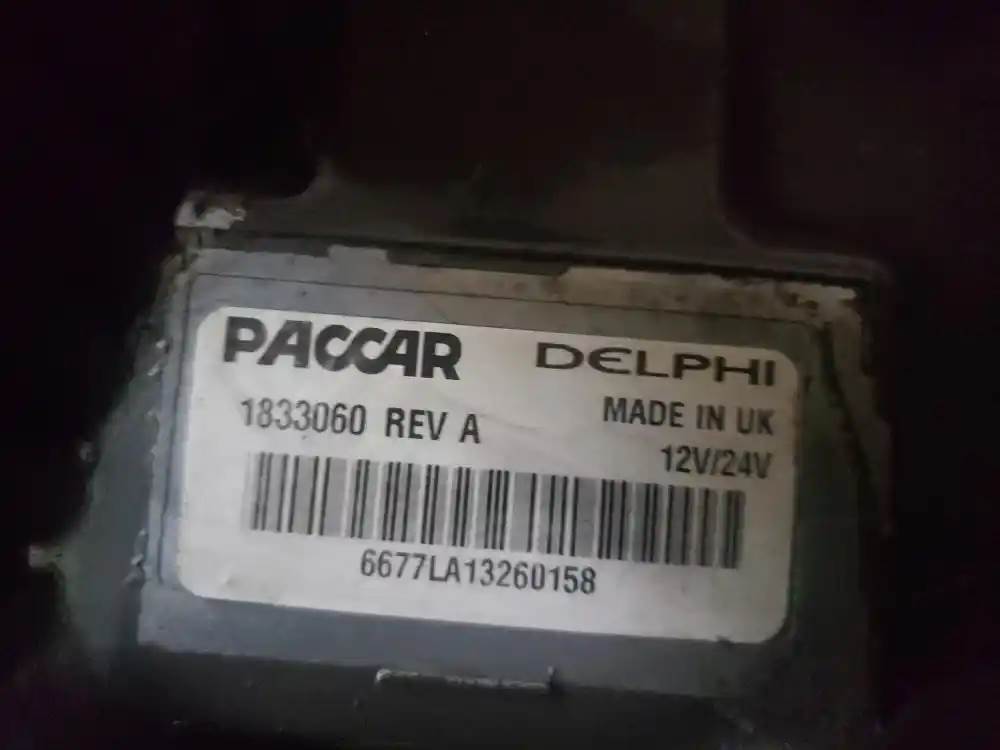 PACCAR DELPHI
1833060 REV A MADE IN UK
12V/24V
6677LA13260158